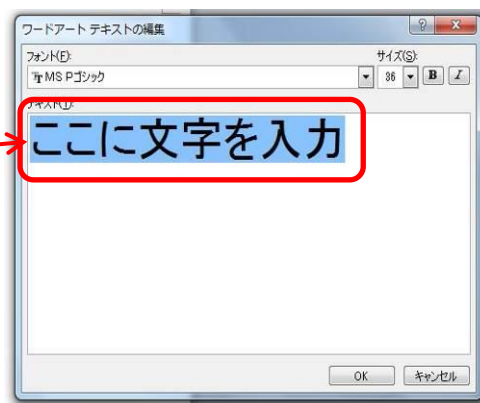 ワードアート テキストの編集
フォント(F): サイズ(S):
MS Pゴシック 36 B I
テキスト(T):
ここに文字を入力
OK キャンセル